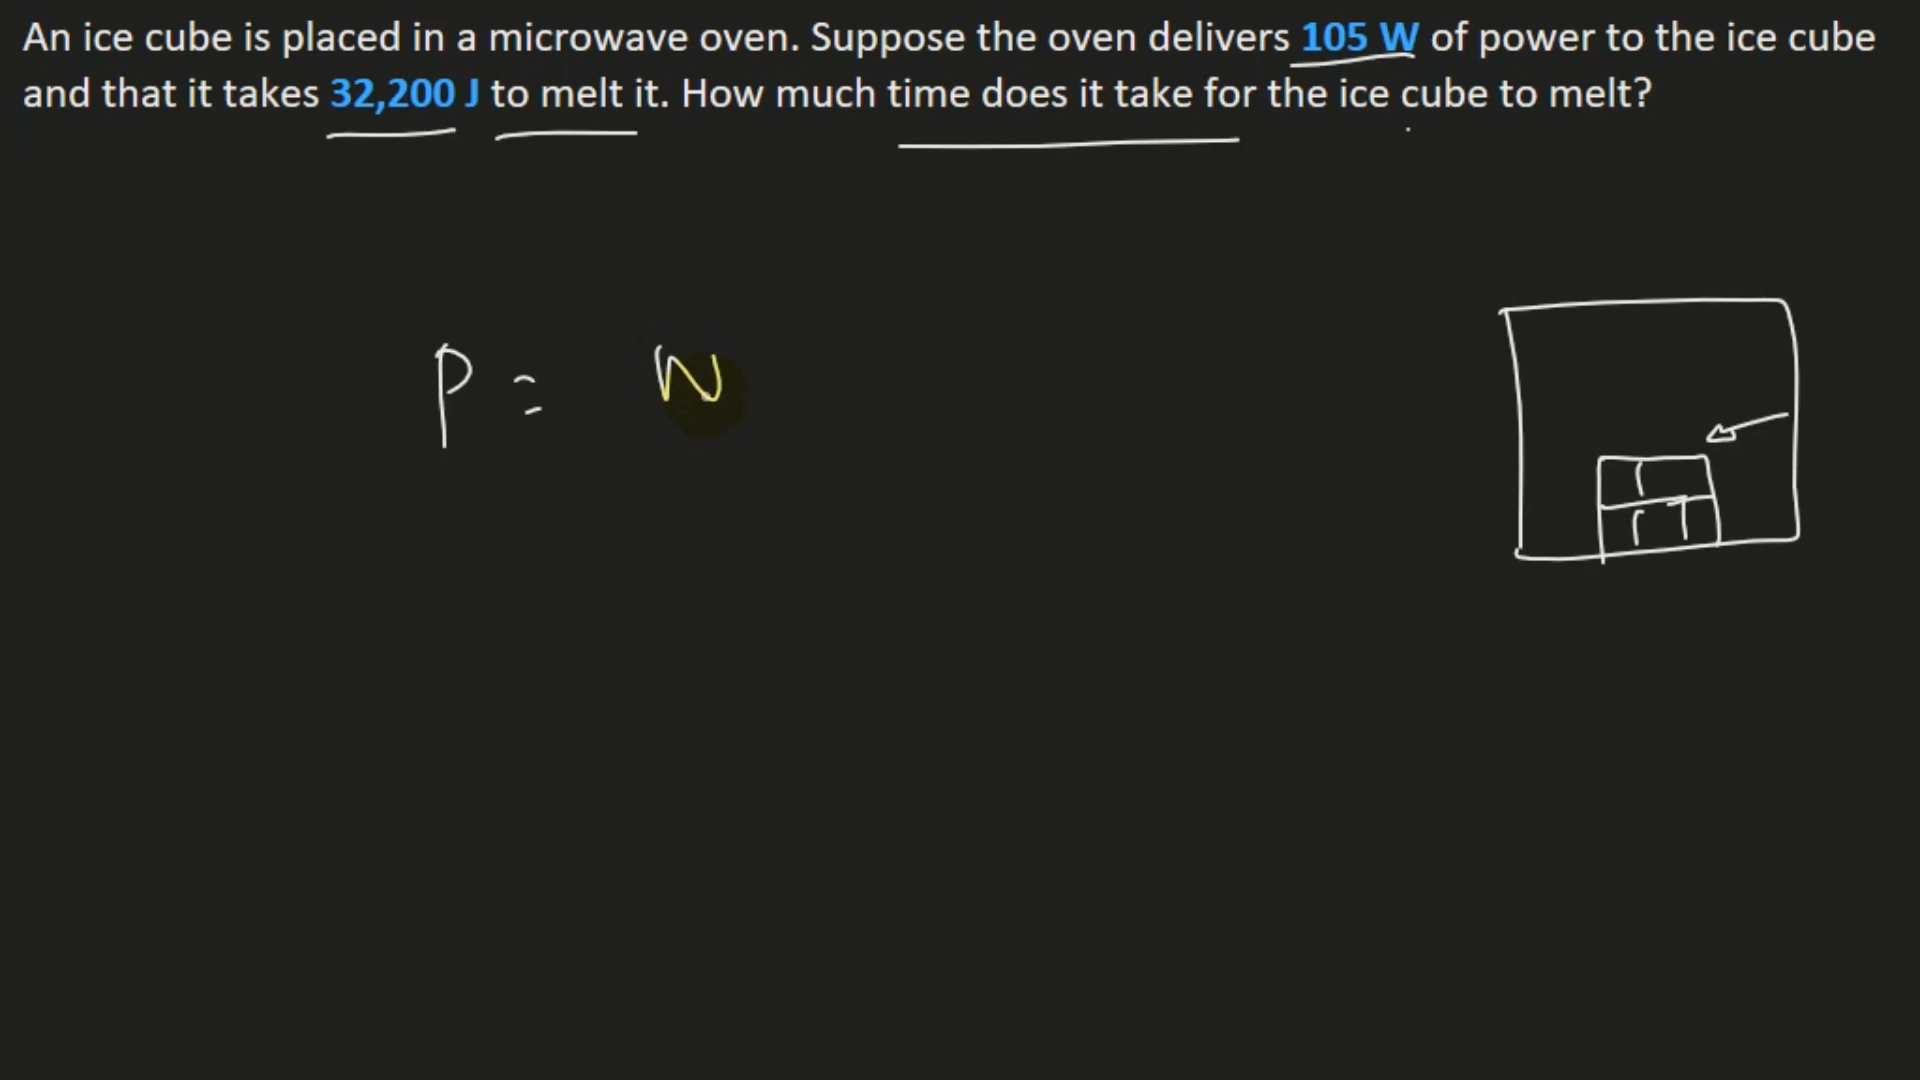 An ice cube is placed in a microwave oven. Suppose the oven delivers 105 W of power to the ice cube
and that it takes 32,200 J to melt it. How much time does it take for the ice cube to melt?
P = W